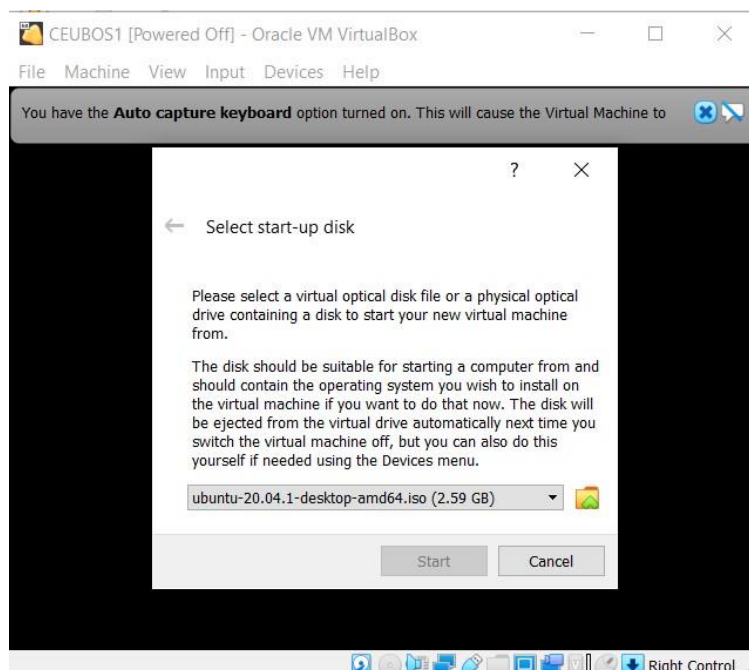 CEUBOS1 [Powered Off] - Oracle VM VirtualBox
File Machine View Input Devices Help
You have the Auto capture keyboard option turned on. This will cause the Virtual Machine to
?
Select start-up disk
Please select a virtual optical disk file or a physical optical
drive containing a disk to start your new virtual machine
from.
The disk should be suitable for starting a computer from and
should contain the operating system you wish to install on
the virtual machine if you want to do that now. The disk will
be ejected from the virtual drive automatically next time you
switch the virtual machine off, but you can also do this
yourself if needed using the Devices menu.
ubuntu-20.04.1-desktop-amd64.iso (2.59 GB)
Start Cancel
Right Control